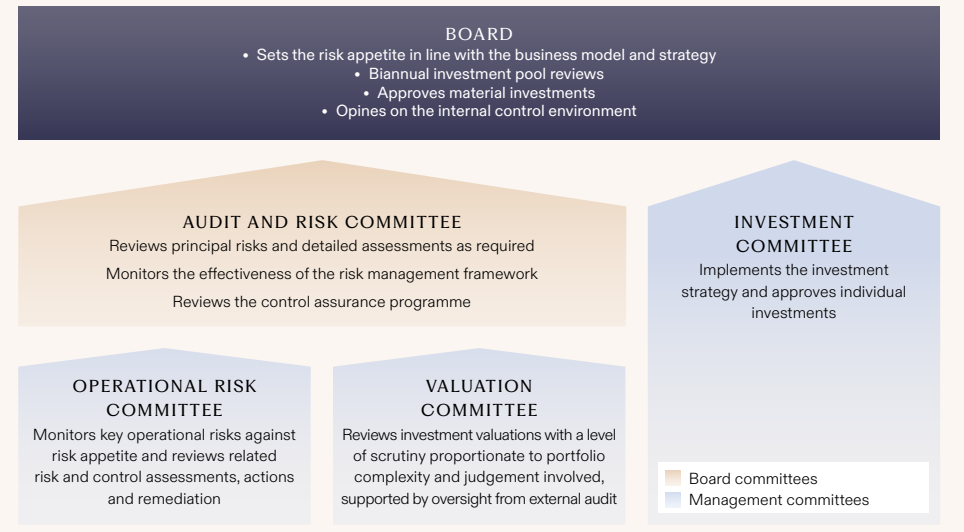 BOARD
• Sets the risk appetite in line with the business model and strategy
• Biannual investment pool reviews
• Approves material investments
• Opines on the internal control environment
AUDIT AND RISK COMMITTEE
Reviews principal risks and detailed assessments as required
Monitors the effectiveness of the risk management framework
Reviews the control assurance programme
INVESTMENT
COMMITTEE
Implements the investment
strategy and approves individual
investments
OPERATIONAL RISK
COMMITTEE
Monitors key operational risks against
risk appetite and reviews related
risk and control assessments, actions
and remediation
VALUATION
COMMITTEE
Reviews investment valuations with a level
of scrutiny proportionate to portfolio
complexity and judgement involved,
supported by oversight from external audit
Board committees
Management committees